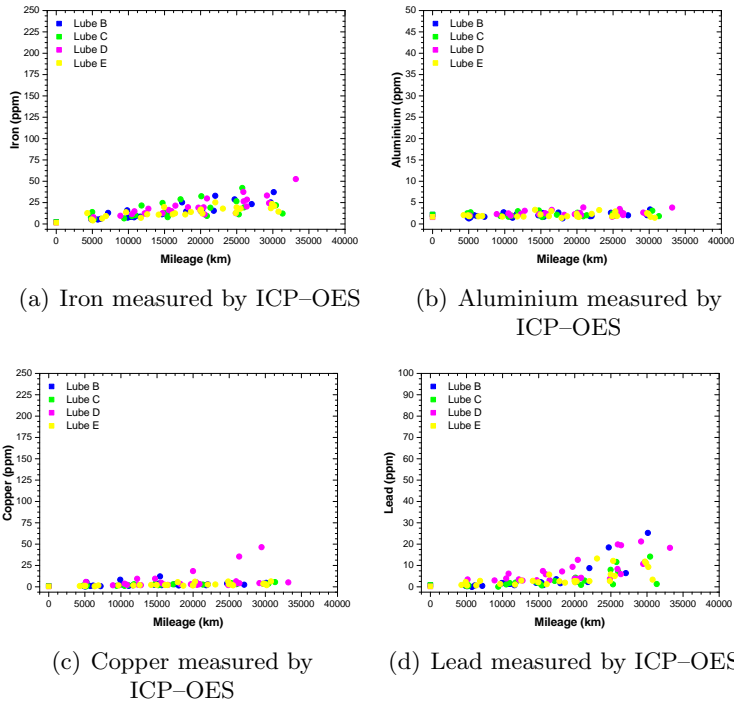 250
225
200
175
150
125
100
75
50
25
0
Iron (ppm)
Lube B
Lube C
Lube D
Lube E
0 5000 10000 15000 20000 25000 30000 35000 40000
Mileage (km)
(a) Iron measured by ICP–OES
50
45
40
35
30
25
20
15
10
5
0
Aluminium (ppm)
Lube B
Lube C
Lube D
Lube E
0 5000 10000 15000 20000 25000 30000 35000 40000
Mileage (km)
(b) Aluminium measured by
ICP–OES
250
225
200
175
150
125
100
75
50
25
0
Copper (ppm)
Lube B
Lube C
Lube D
Lube E
0 5000 10000 15000 20000 25000 30000 35000 40000
Mileage (km)
(c) Copper measured by
ICP–OES
100
90
80
70
60
50
40
30
20
10
0
Lead (ppm)
Lube B
Lube C
Lube D
Lube E
0 5000 10000 15000 20000 25000 30000 35000 40000
Mileage (km)
(d) Lead measured by ICP–OES